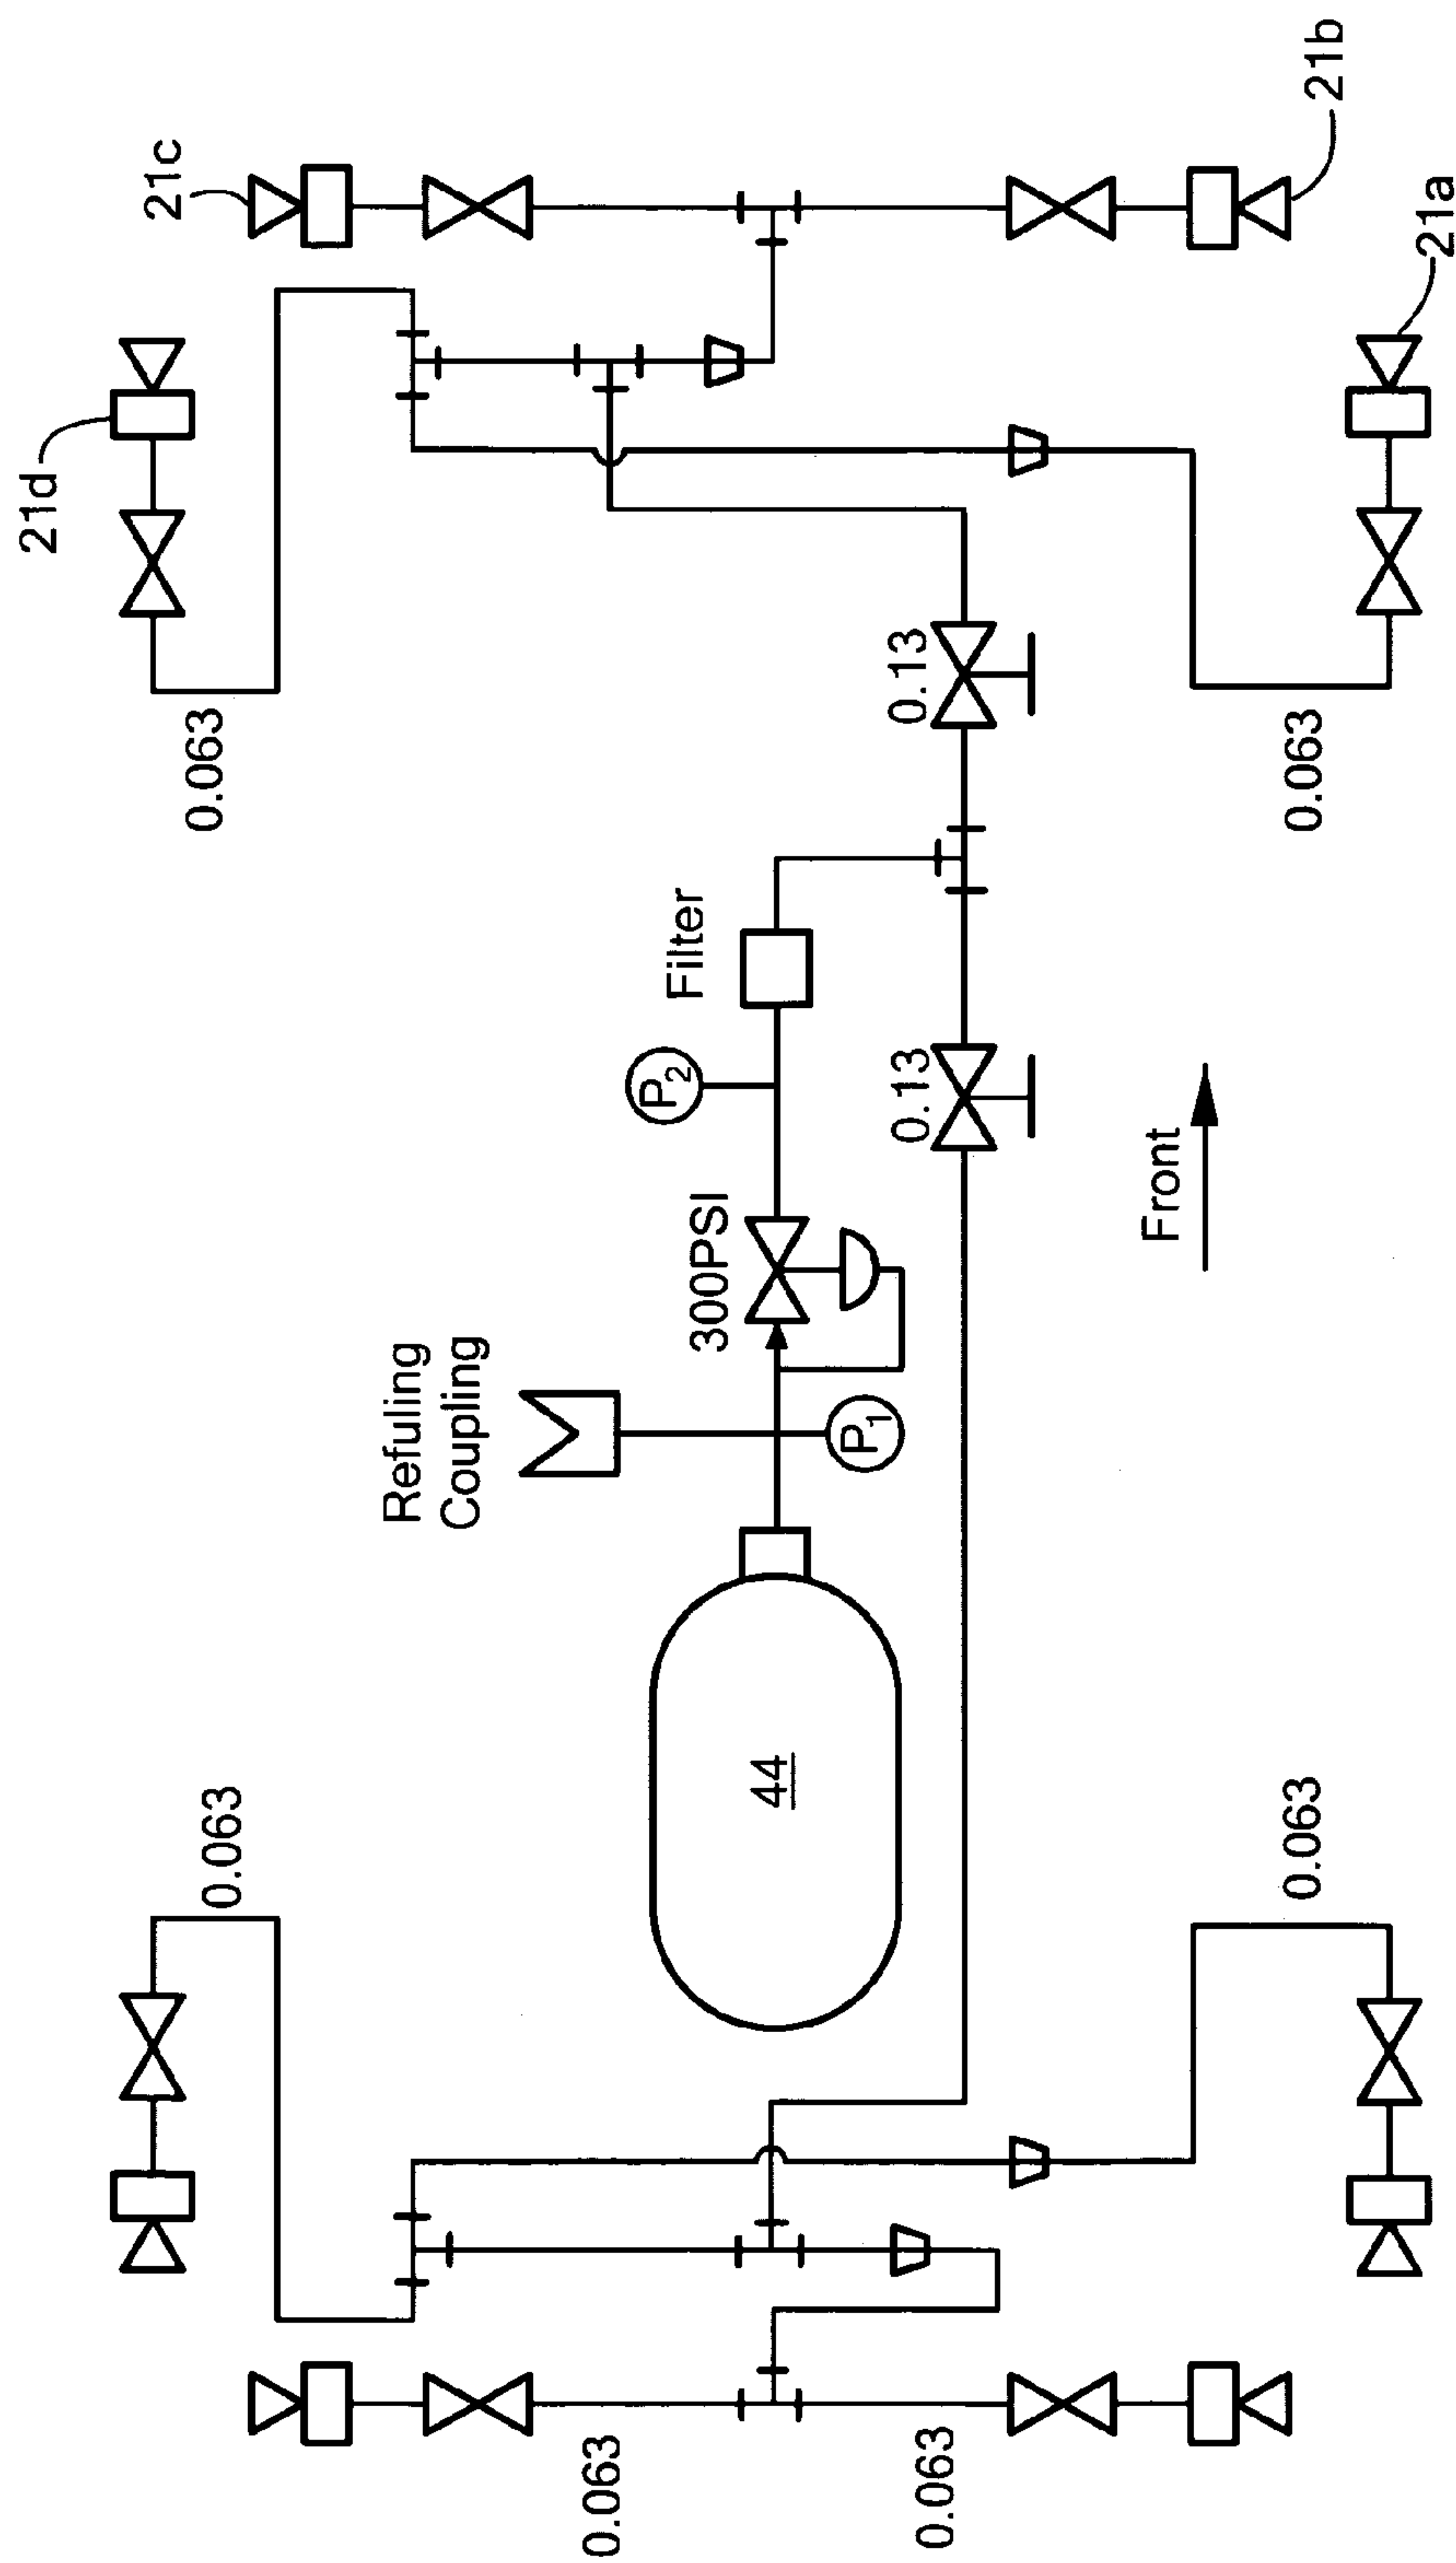 21c
21b
21d
21a
0.063
0.063
0.13
Filter
P2
0.13
300PSI
Front
Refuling
Coupling
P1
44
0.063
0.063
0.063
0.063